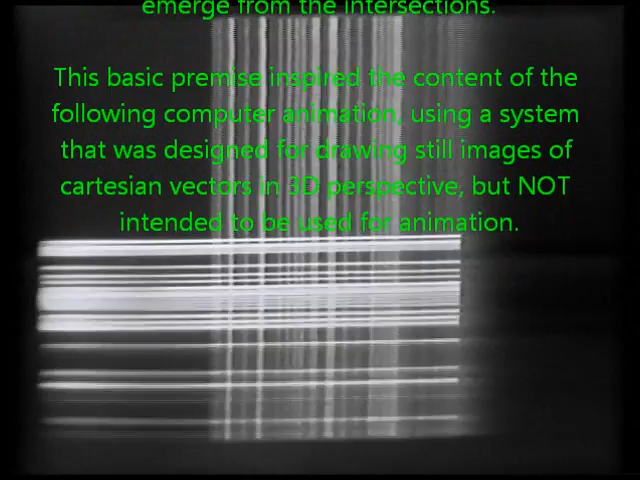 emerge from the intersections.
This basic premise inspired the content of the
following computer animation, using a system
that was designed for drawing still images of
cartesian vectors in 3D perspective, but NOT
intended to be used for animation.